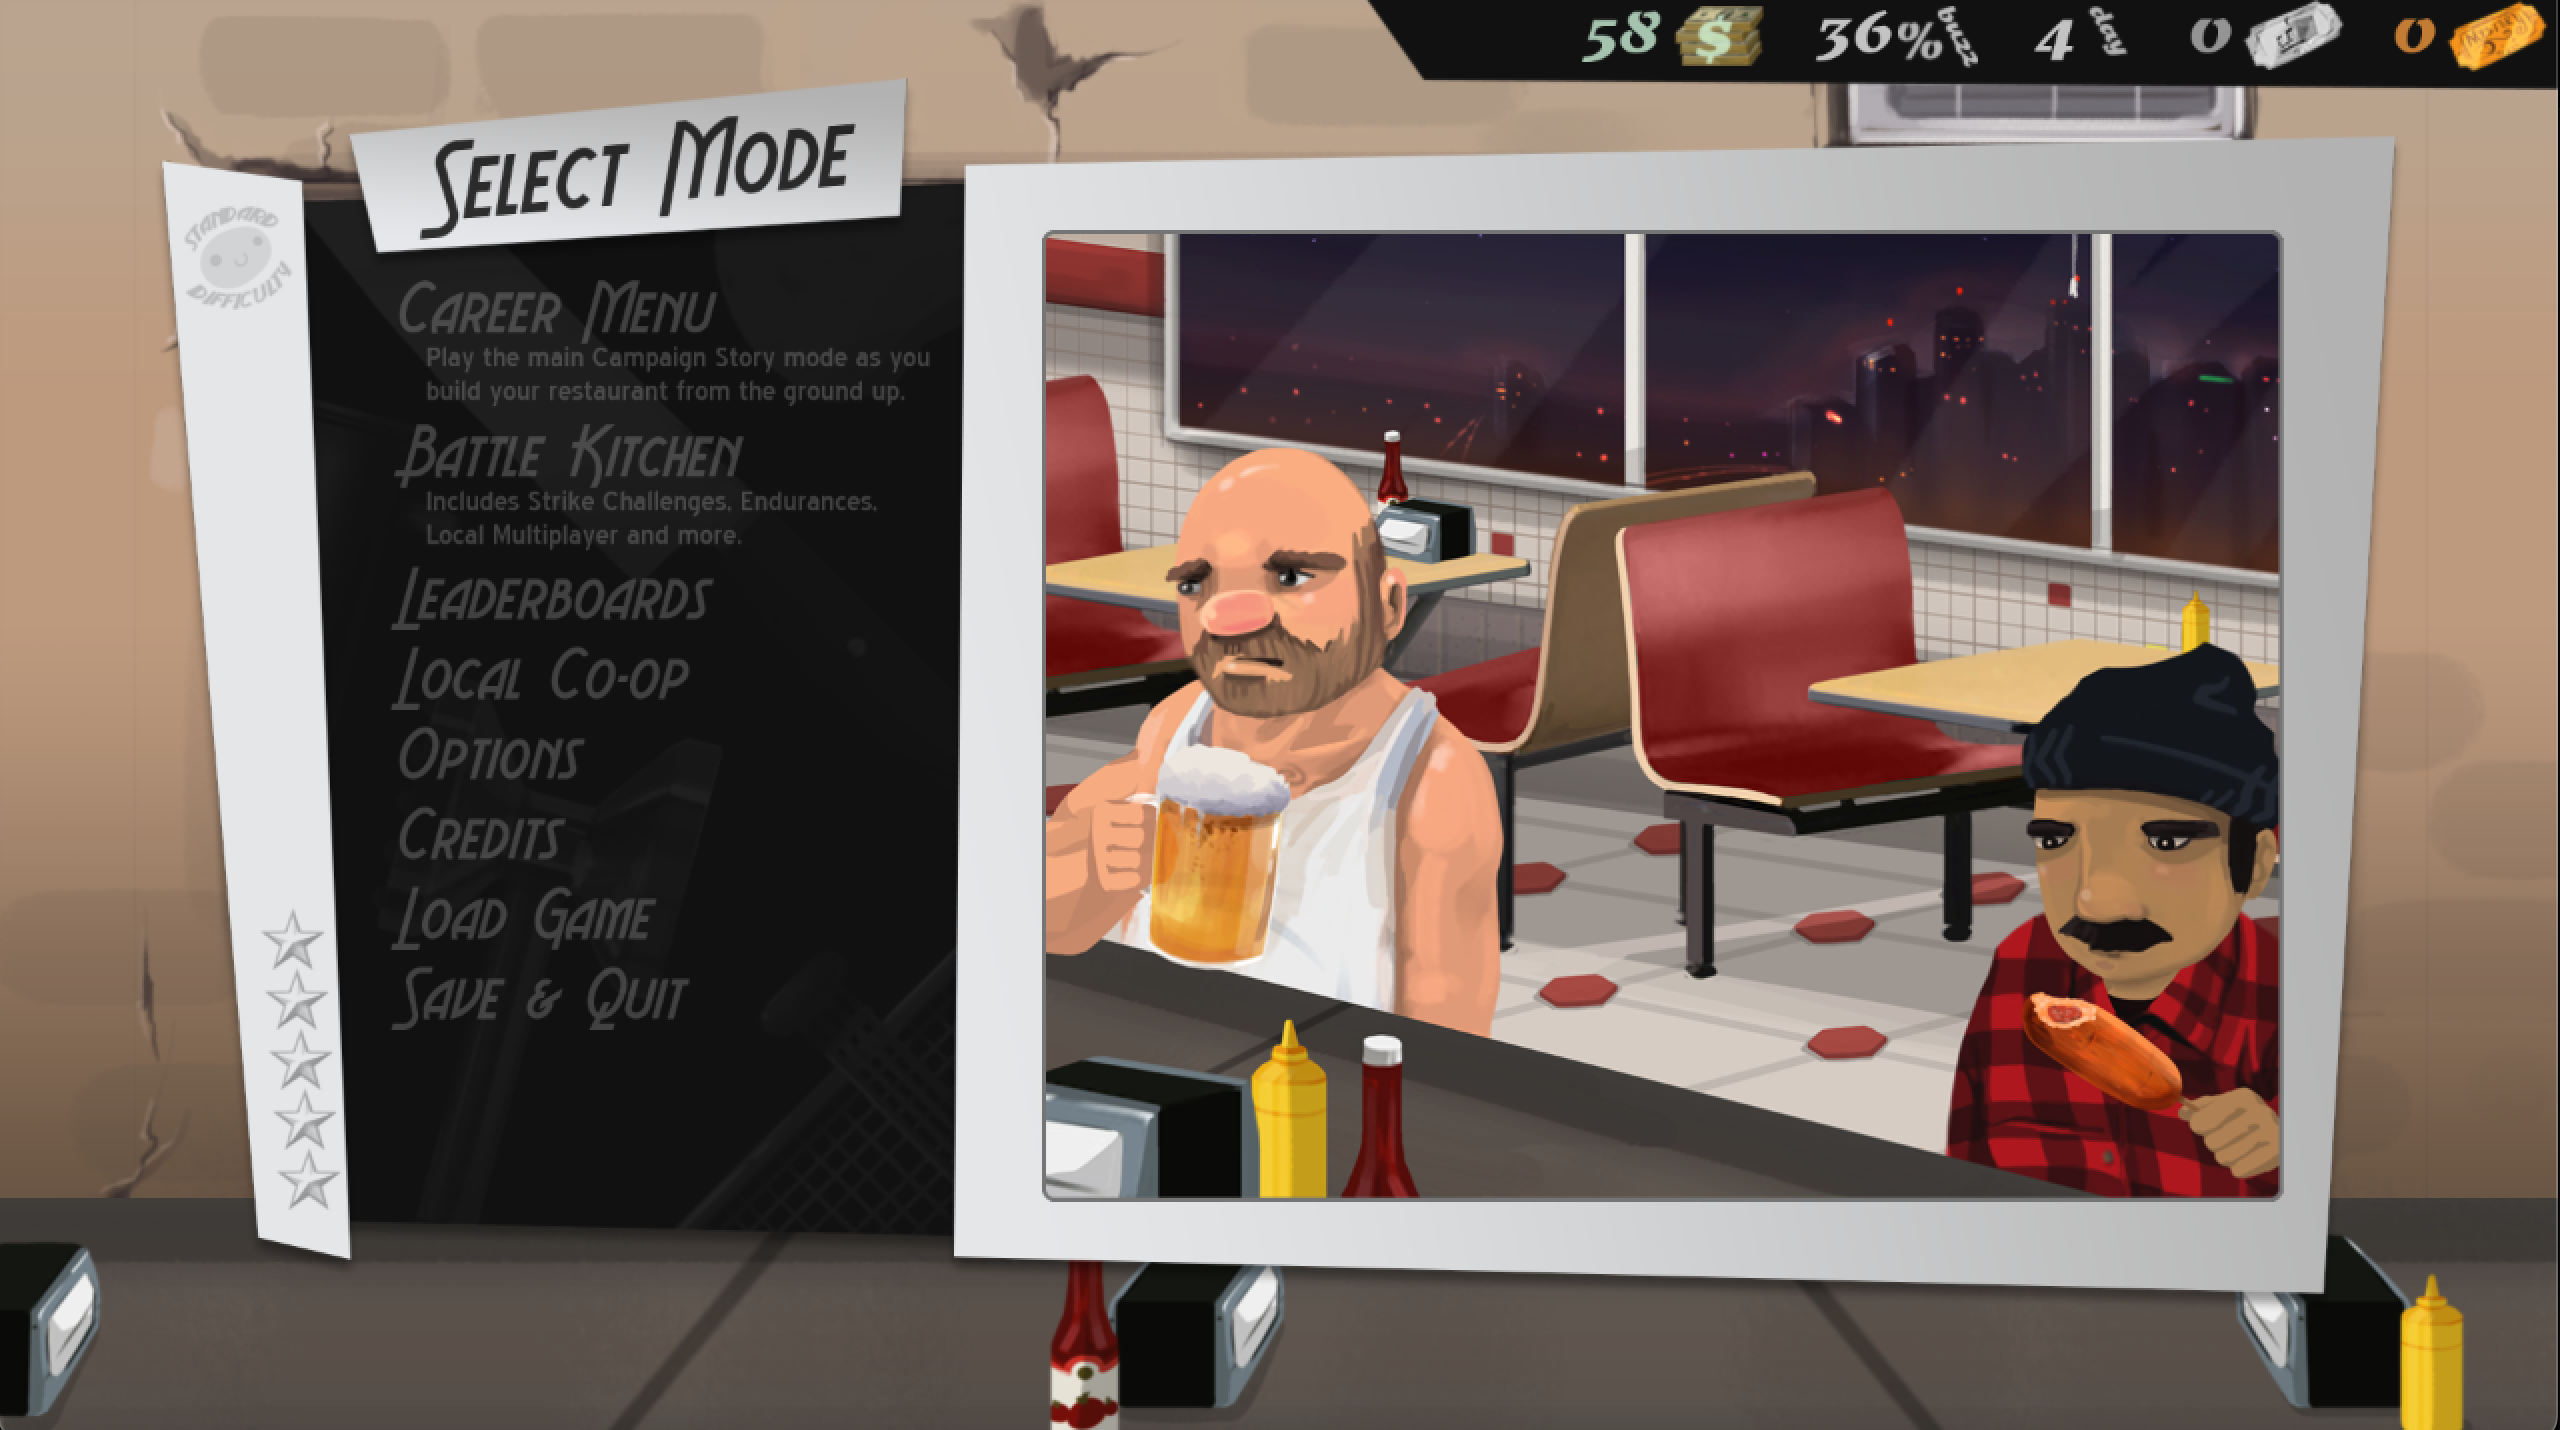 58 $ 36% buzz 4 day 0 0
SELECT MODE
STANDARD
DIFFICULTY
CAREER MENU
Play the main Campaign Story mode as you
build your restaurant from the ground up.
BATTLE KITCHEN
Includes Strike Challenges, Endurances,
Local Multiplayer and more.
LEADERBOARDS
LOCAL CO-OP
OPTIONS
CREDITS
LOAD GAME
SAVE & QUIT